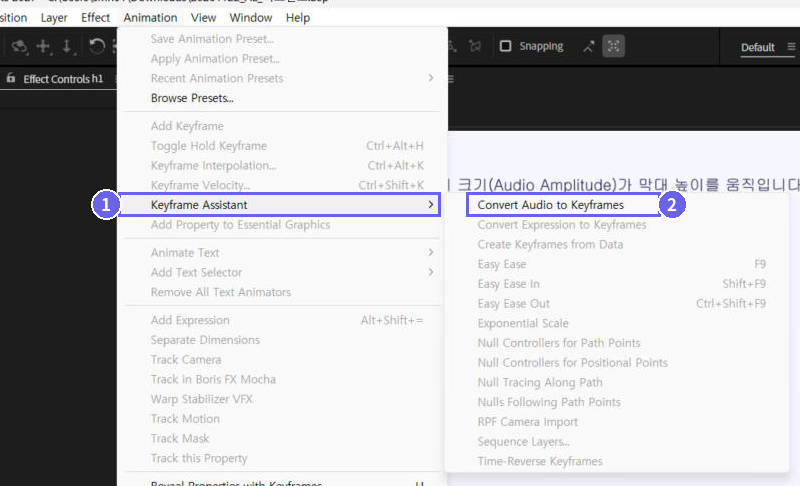 sition Layer Effect Animation View Window Help
Snapping
Default
Effect Controls h1
Save Animation Preset...
Apply Animation Preset...
Recent Animation Presets
Browse Presets...
Add Keyframe
Toggle Hold Keyframe Ctrl+Alt+H
Keyframe Interpolation... Ctrl+Alt+K
Keyframe Velocity... Ctrl+Shift+K
크기(Audio Amplitude)가 막대 높이를 움직입니다
1 Keyframe Assistant
Add Property to Essential Graphics
Animate Text
Add Text Selector
Remove All Text Animators
Add Expression Alt+Shift+=
Separate Dimensions
Track Camera
Track in Boris FX Mocha
Warp Stabilizer VFX
Track Motion
Track Mask
Track this Property
Reveal Properties with Keyframes U
Convert Audio to Keyframes 2
Convert Expression to Keyframes
Create Keyframes from Data
Easy Ease F9
Easy Ease In Shift+F9
Easy Ease Out Ctrl+Shift+F9
Exponential Scale
Null Controllers for Path Points
Null Controllers for Positional Points
Null Tracing Along Path
Nulls Following Path Points
RPF Camera Import
Sequence Layers...
Time-Reverse Keyframes